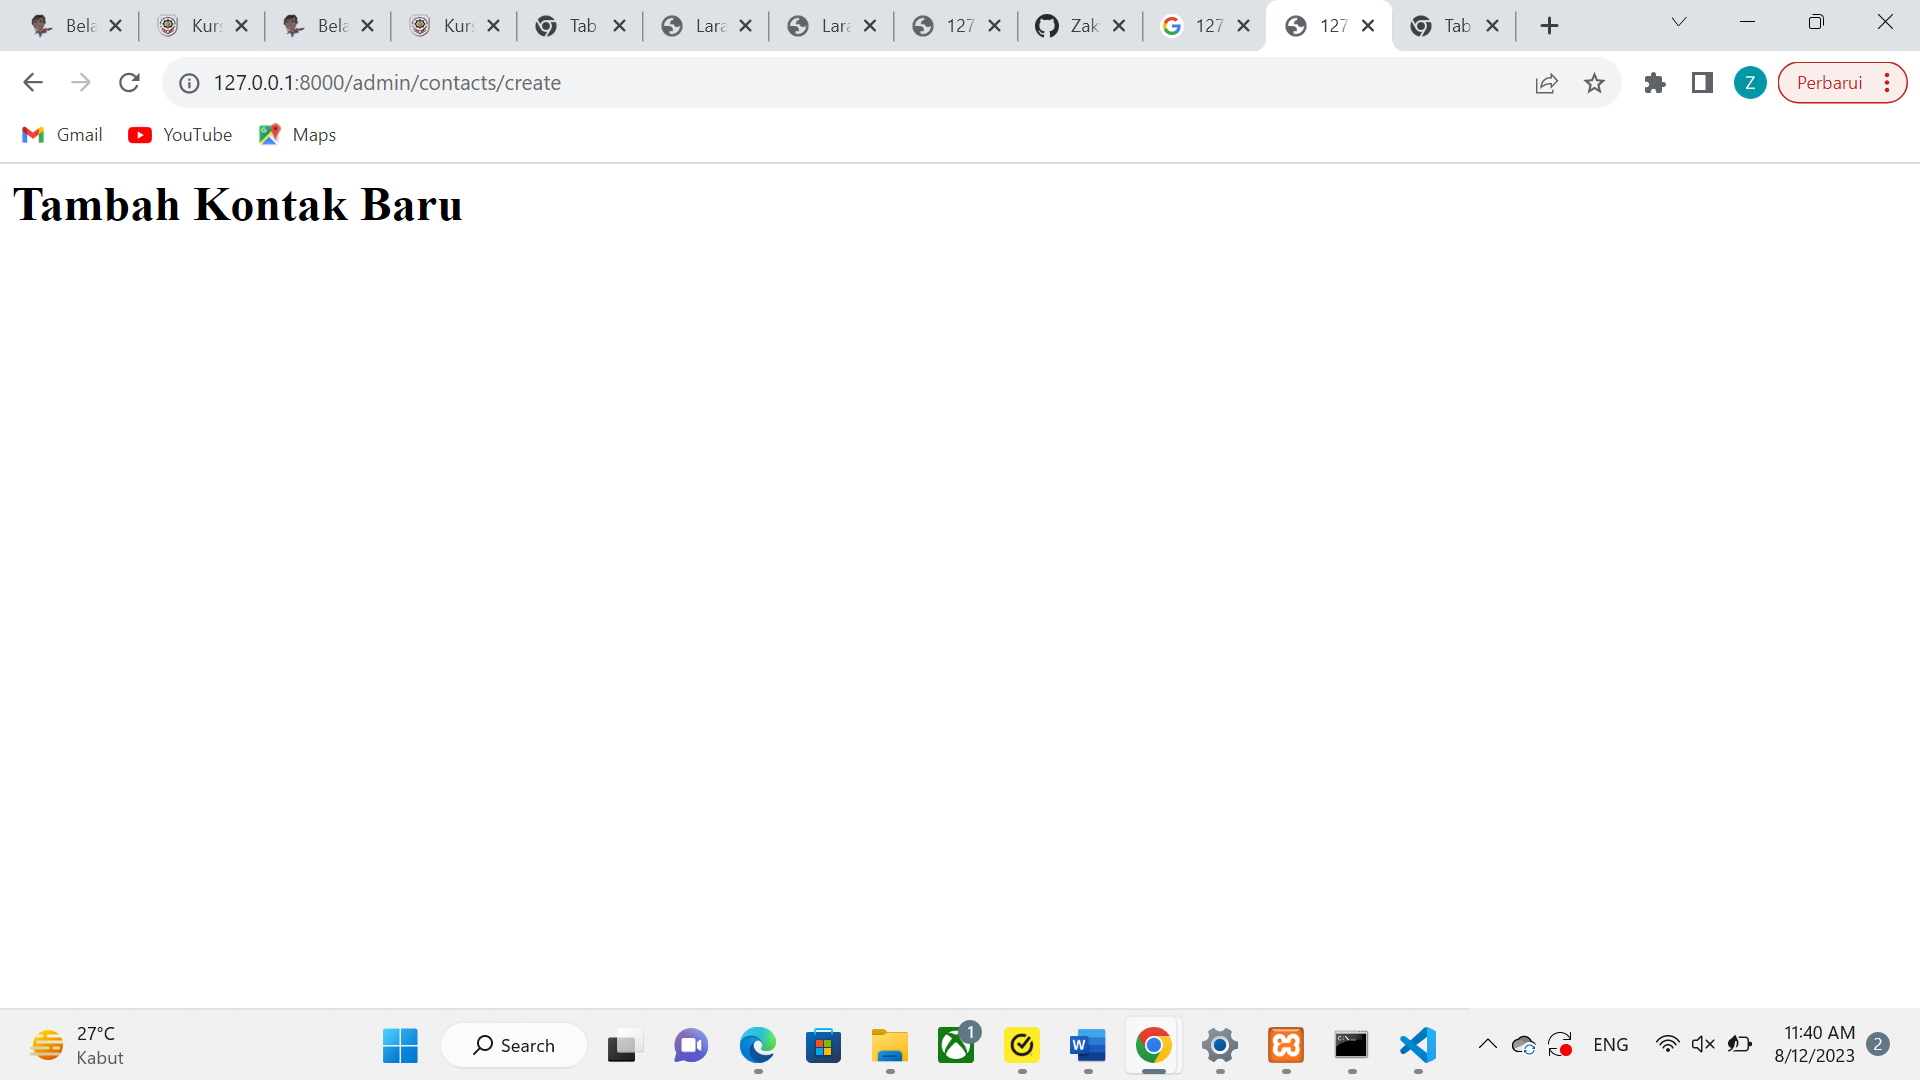 Bela
Kurs
Bela
Kurs
Tab
Lara
Lara
127
Zak
127
127
Tab
127.0.0.1:8000/admin/contacts/create
Z
Perbarui
Gmail
YouTube
Maps
Tambah Kontak Baru
27°C
Kabut
Search
1
W
ENG
11:40 AM
8/12/2023
2